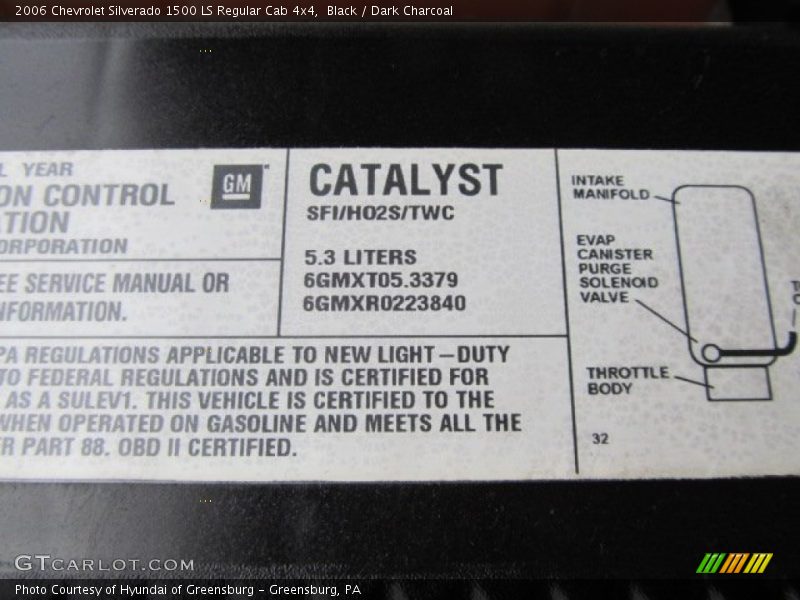 2006 Chevrolet Silverado 1500 LS Regular Cab 4x4,  Black / Dark Charcoal
YEAR
ON CONTROL
GM
ATION
ORPORATION
EE SERVICE MANUAL OR
NFORMATION.
CATALYST
SFI/HO2S/TWC
5.3 LITERS
6GMXT05.3379
6GMXR0223840
PA REGULATIONS APPLICABLE TO NEW LIGHT-DUTY
TO FEDERAL REGULATIONS AND IS CERTIFIED FOR
AS A SULEV1. THIS VEHICLE IS CERTIFIED TO THE
WHEN OPERATED ON GASOLINE AND MEETS ALL THE
R PART 88. OBD II CERTIFIED.
INTAKE
MANIFOLD
EVAP
CANISTER
PURGE
SOLENOID
VALVE
THROTTLE
BODY
32
GTCARLOT.COM
Photo Courtesy of Hyundai of Greensburg - Greensburg, PA